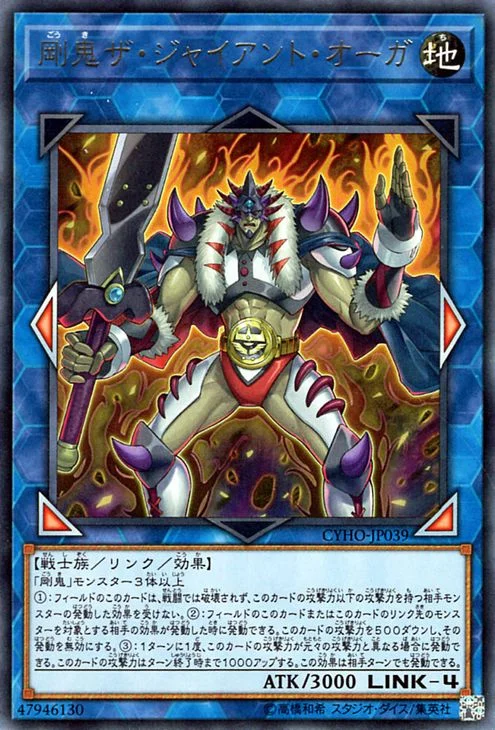 剛鬼ザ・ジャイアント・オーガ
地
CYHO-JP039
【戦士族／リンク／効果】
「剛鬼」モンスター3体以上
①：フィールドのこのカードは、戦闘では破壊されず、このカードの攻撃力以下の攻撃力を持つ相手モン
スターの発動した効果を受けない。②：フィールドのこのカードまたはこのカードのリンク先のモンス
ターを対象とする相手の効果が発動した時に発動できる。このカードの攻撃力を500ダウンし、その
発動を無効にする。③：1ターンに1度、このカードの攻撃力が元々の攻撃力と異なる場合に発動で
きる。このカードの攻撃力はターン終了時まで1000アップする。この効果は相手ターンでも発動できる。
ATK/3000 LINK-4
47946130
©高橋和希 スタジオ・ダイス/集英社